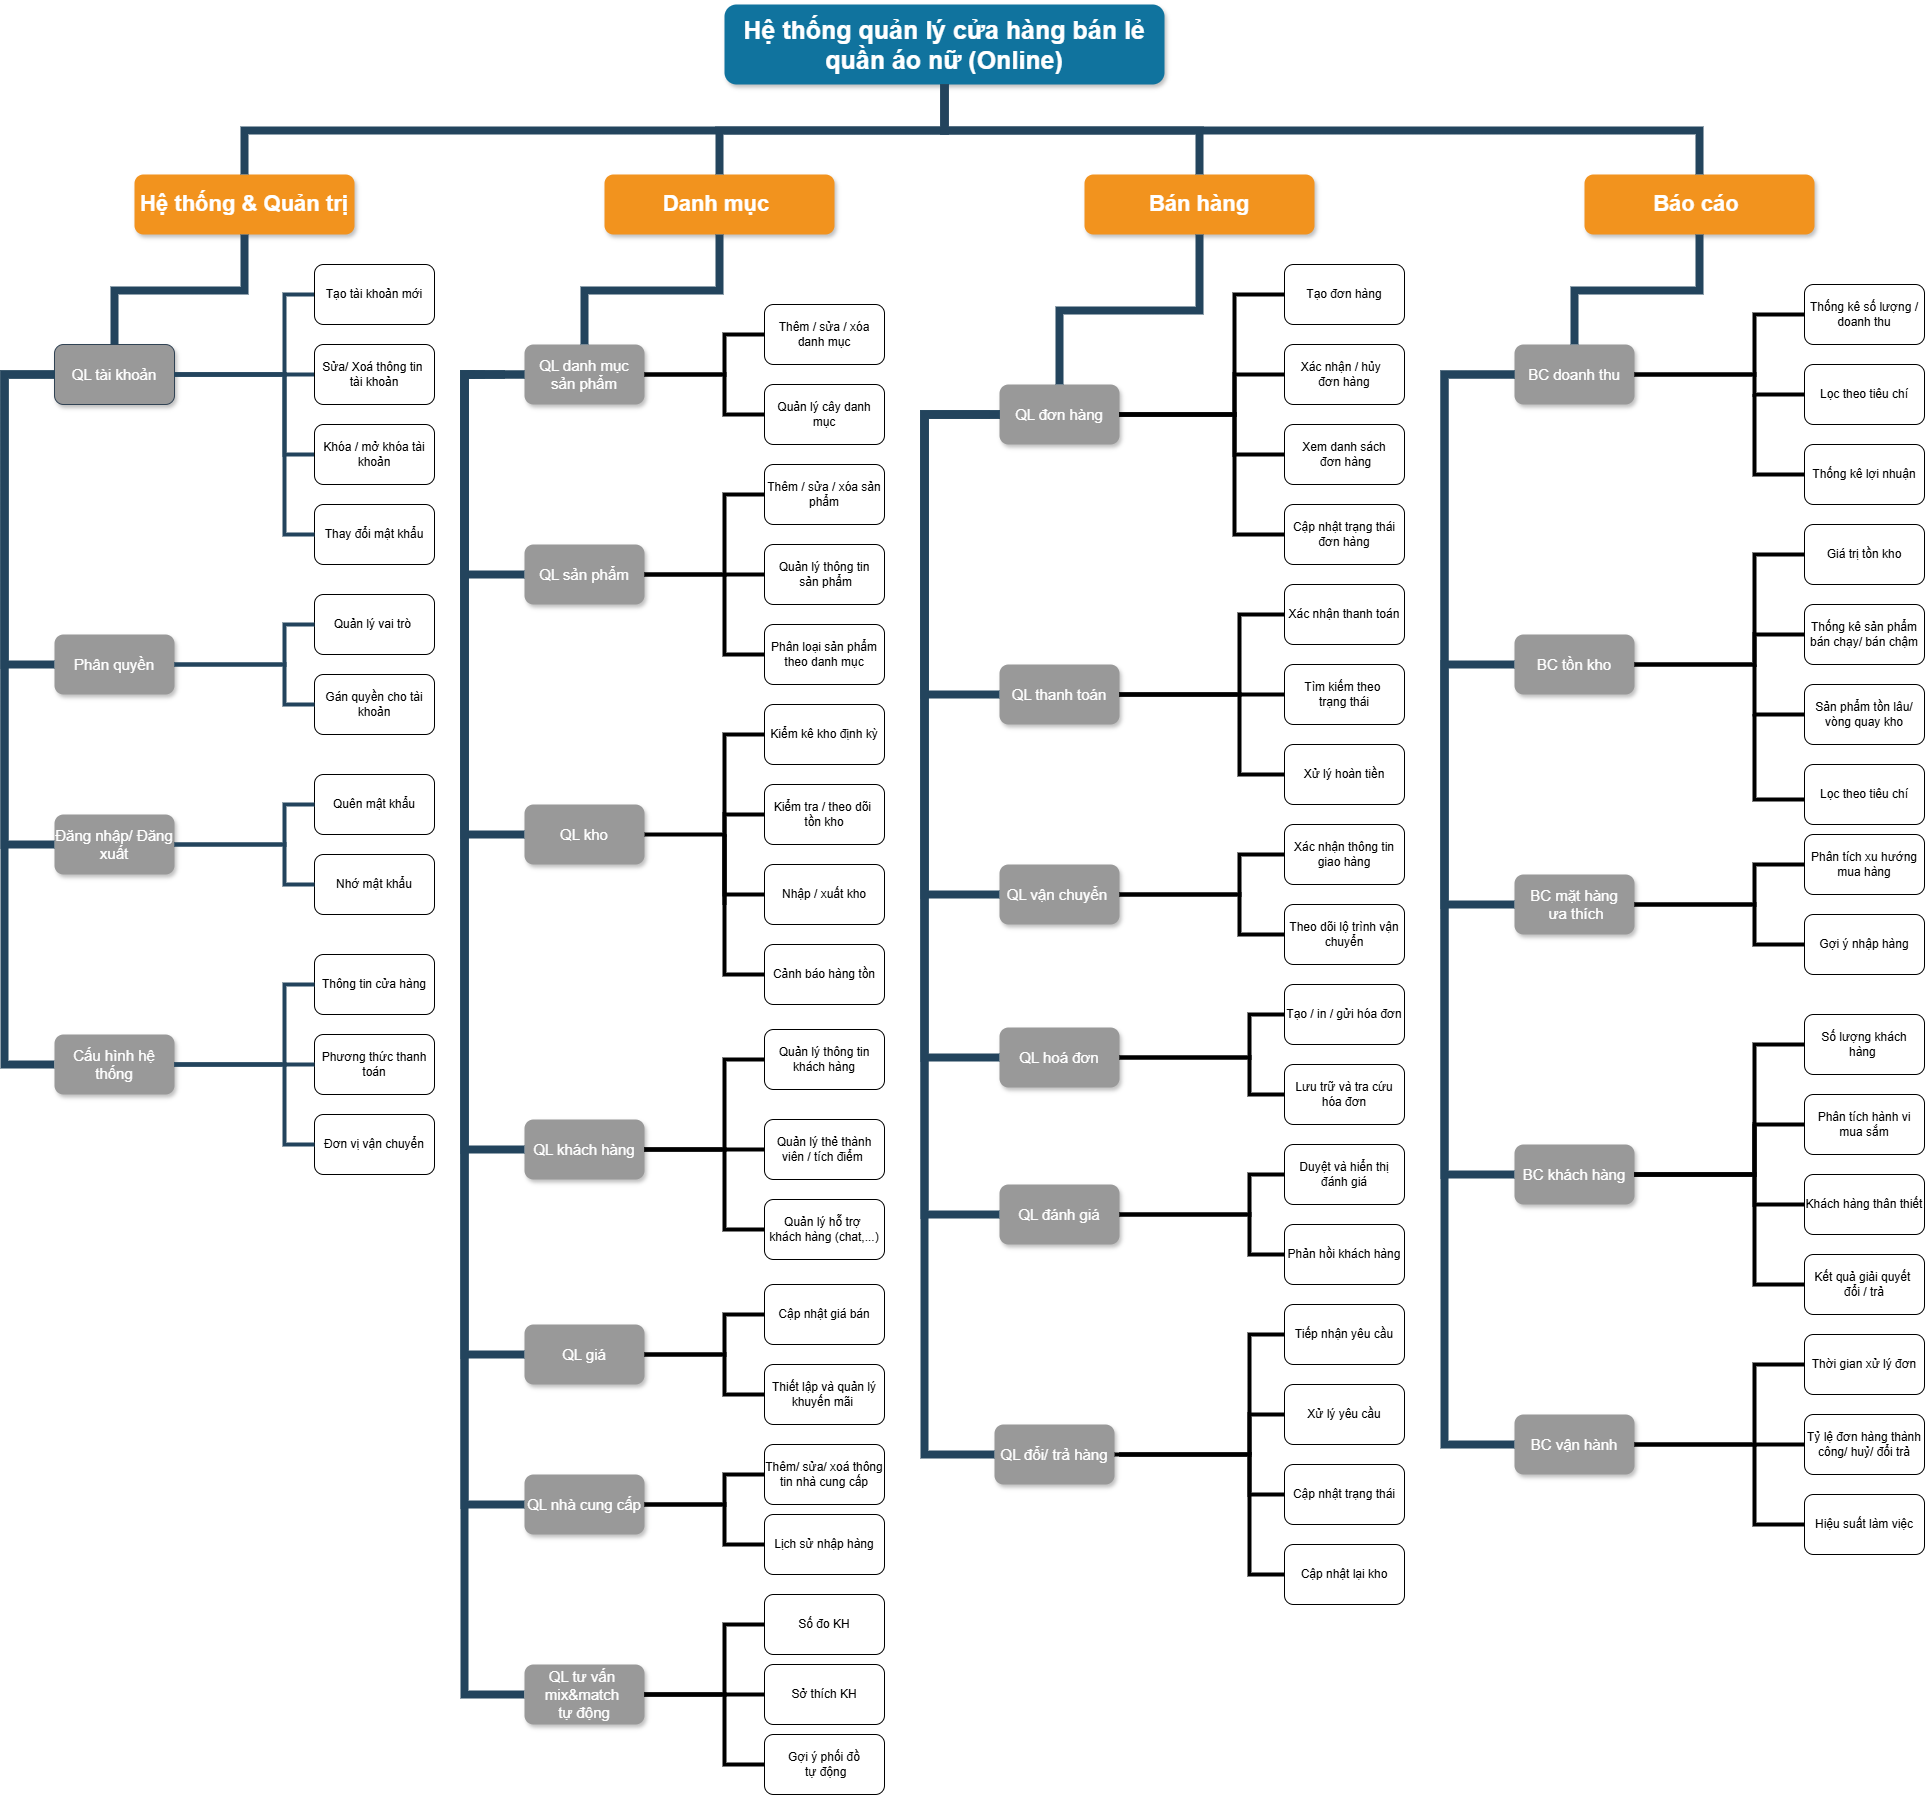 Hệ thống quản lý cửa hàng bán lẻ
quần áo nữ (Online)
Hệ thống & Quản trị
QL tài khoản
Tạo tài khoản mới
Sửa/ Xoá thông tin
tài khoản
Khóa / mở khóa tài
khoản
Thay đổi mật khẩu
Phân quyền
Quản lý vai trò
Gán quyền cho tài
khoản
Đăng nhập/ Đăng
xuất
Quên mật khẩu
Nhớ mật khẩu
Cấu hình hệ
thống
Thông tin cửa hàng
Phương thức thanh
toán
Đơn vị vận chuyển
Danh mục
QL danh mục
sản phẩm
Thêm / sửa / xóa
danh mục
Quản lý cây danh
mục
QL sản phẩm
Thêm / sửa / xóa sản
phẩm
Quản lý thông tin
sản phẩm
Phân loại sản phẩm
theo danh mục
QL kho
Kiểm kê kho định kỳ
Kiểm tra / theo dõi
tồn kho
Nhập / xuất kho
Cảnh báo hàng tồn
QL khách hàng
Quản lý thông tin
khách hàng
Quản lý thẻ thành
viên / tích điểm
Quản lý hỗ trợ
khách hàng (chat,...)
QL giá
Cập nhật giá bán
Thiết lập và quản lý
khuyến mãi
QL nhà cung cấp
Thêm/ sửa/ xoá thông
tin nhà cung cấp
Lịch sử nhập hàng
QL tư vấn
mix&match
tự động
Số đo KH
Sở thích KH
Gợi ý phối đồ
tự động
Bán hàng
QL đơn hàng
Tạo đơn hàng
Xác nhận / hủy
đơn hàng
Xem danh sách
đơn hàng
Cập nhật trạng thái
đơn hàng
QL thanh toán
Xác nhận thanh toán
Tìm kiếm theo
trạng thái
Xử lý hoàn tiền
QL vận chuyển
Xác nhận thông tin
giao hàng
Theo dõi lộ trình vận
chuyển
QL hoá đơn
Tạo / in / gửi hóa đơn
Lưu trữ và tra cứu
hóa đơn
QL đánh giá
Duyệt và hiển thị
đánh giá
Phản hồi khách hàng
QL đổi/ trả hàng
Tiếp nhận yêu cầu
Xử lý yêu cầu
Cập nhật trạng thái
Cập nhật lại kho
Báo cáo
BC doanh thu
Thống kê số lượng /
doanh thu
Lọc theo tiêu chí
Thống kê lợi nhuận
BC tồn kho
Giá trị tồn kho
Thống kê sản phẩm
bán chạy/ bán chậm
Sản phẩm tồn lâu/
vòng quay kho
Lọc theo tiêu chí
BC mặt hàng
ưa thích
Phân tích xu hướng
mua hàng
Gợi ý nhập hàng
BC khách hàng
Số lượng khách
hàng
Phân tích hành vi
mua sắm
Khách hàng thân thiết
Kết quả giải quyết
đổi / trả
BC vận hành
Thời gian xử lý đơn
Tỷ lệ đơn hàng thành
công/ huỷ/ đổi trả
Hiệu suất làm việc